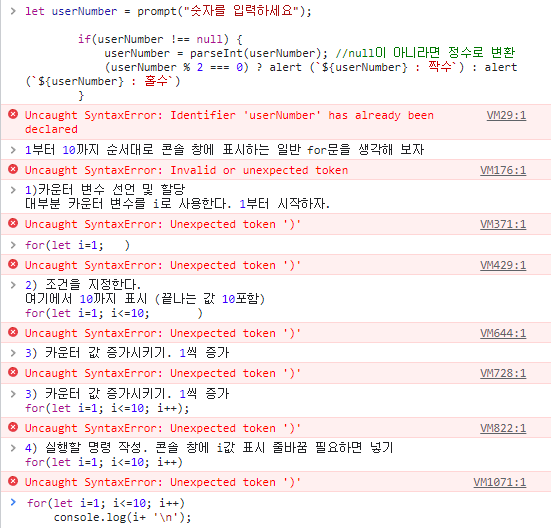 let userNumber = prompt("숫자를 입력하세요");
if(userNumber !== null) {
userNumber = parseInt(userNumber); //null이 아니라면 정수로 변환
(userNumber % 2 === 0) ? alert (`${userNumber} : 짝수`) : alert
(`${userNumber} : 홀수`)
}
Uncaught SyntaxError: Identifier 'userNumber' has already been VM29:1
declared
1부터 10까지 순서대로 콘솔 창에 표시하는 일반 for문을 생각해 보자
Uncaught SyntaxError: Invalid or unexpected token VM176:1
1)카운터 변수 선언 및 할당
대부분 카운터 변수를 i로 사용한다. 1부터 시작하자.
Uncaught SyntaxError: Unexpected token ')' VM371:1
for(let i=1;   )
Uncaught SyntaxError: Unexpected token ')' VM429:1
2) 조건을 지정한다.
여기에서 10까지 표시 (끝나는 값 10포함)
for(let i=1; i<=10;       )
Uncaught SyntaxError: Unexpected token ')' VM644:1
3) 카운터 값 증가시키기. 1씩 증가
Uncaught SyntaxError: Unexpected token ')' VM728:1
3) 카운터 값 증가시키기. 1씩 증가
for(let i=1; i<=10; i++);
Uncaught SyntaxError: Unexpected token ')' VM822:1
4) 실행할 명령 작성. 콘솔 창에 i값 표시 줄바꿈 필요하면 넣기
for(let i=1; i<=10; i++)
Uncaught SyntaxError: Unexpected token ')' VM1071:1
for(let i=1; i<=10; i++)
console.log(i+ '\n');